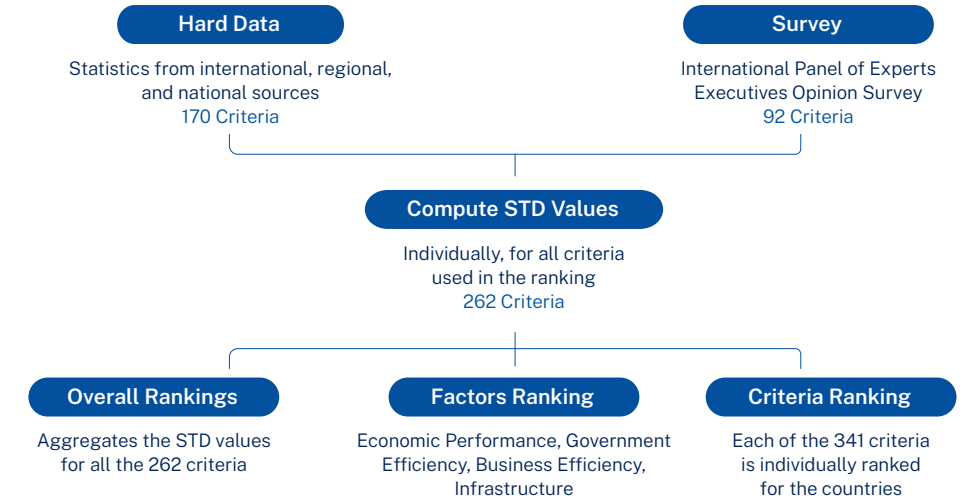 Hard Data
Statistics from international, regional,
and national sources
170 Criteria
Survey
International Panel of Experts
Executives Opinion Survey
92 Criteria
Compute STD Values
Individually, for all criteria
used in the ranking
262 Criteria
Overall Rankings
Aggregates the STD values
for all the 262 criteria
Factors Ranking
Economic Performance, Government
Efficiency, Business Efficiency,
Infrastructure
Criteria Ranking
Each of the 341 criteria
is individually ranked
for the countries